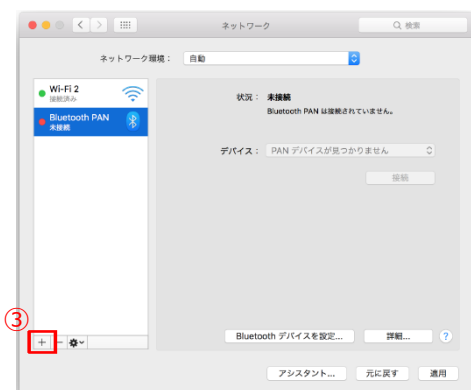 ネットワーク
検索
ネットワーク環境：
自動
Wi-Fi 2
接続済み
Bluetooth PAN
未接続
状況： 未接続
Bluetooth PAN は接続されていません。
デバイス： PAN デバイスが見つかりません
接続
③
Bluetooth デバイスを設定...
詳細...
?
アシスタント...
元に戻す
適用